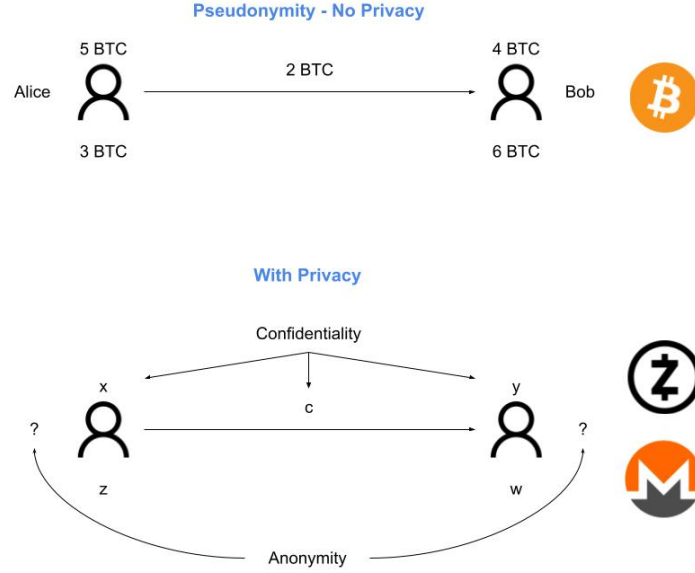 Pseudonymity - No Privacy
5 BTC
4 BTC
2 BTC
Alice
Bob
3 BTC
6 BTC
With Privacy
Confidentiality
x
y
c
?
?
z
w
Anonymity